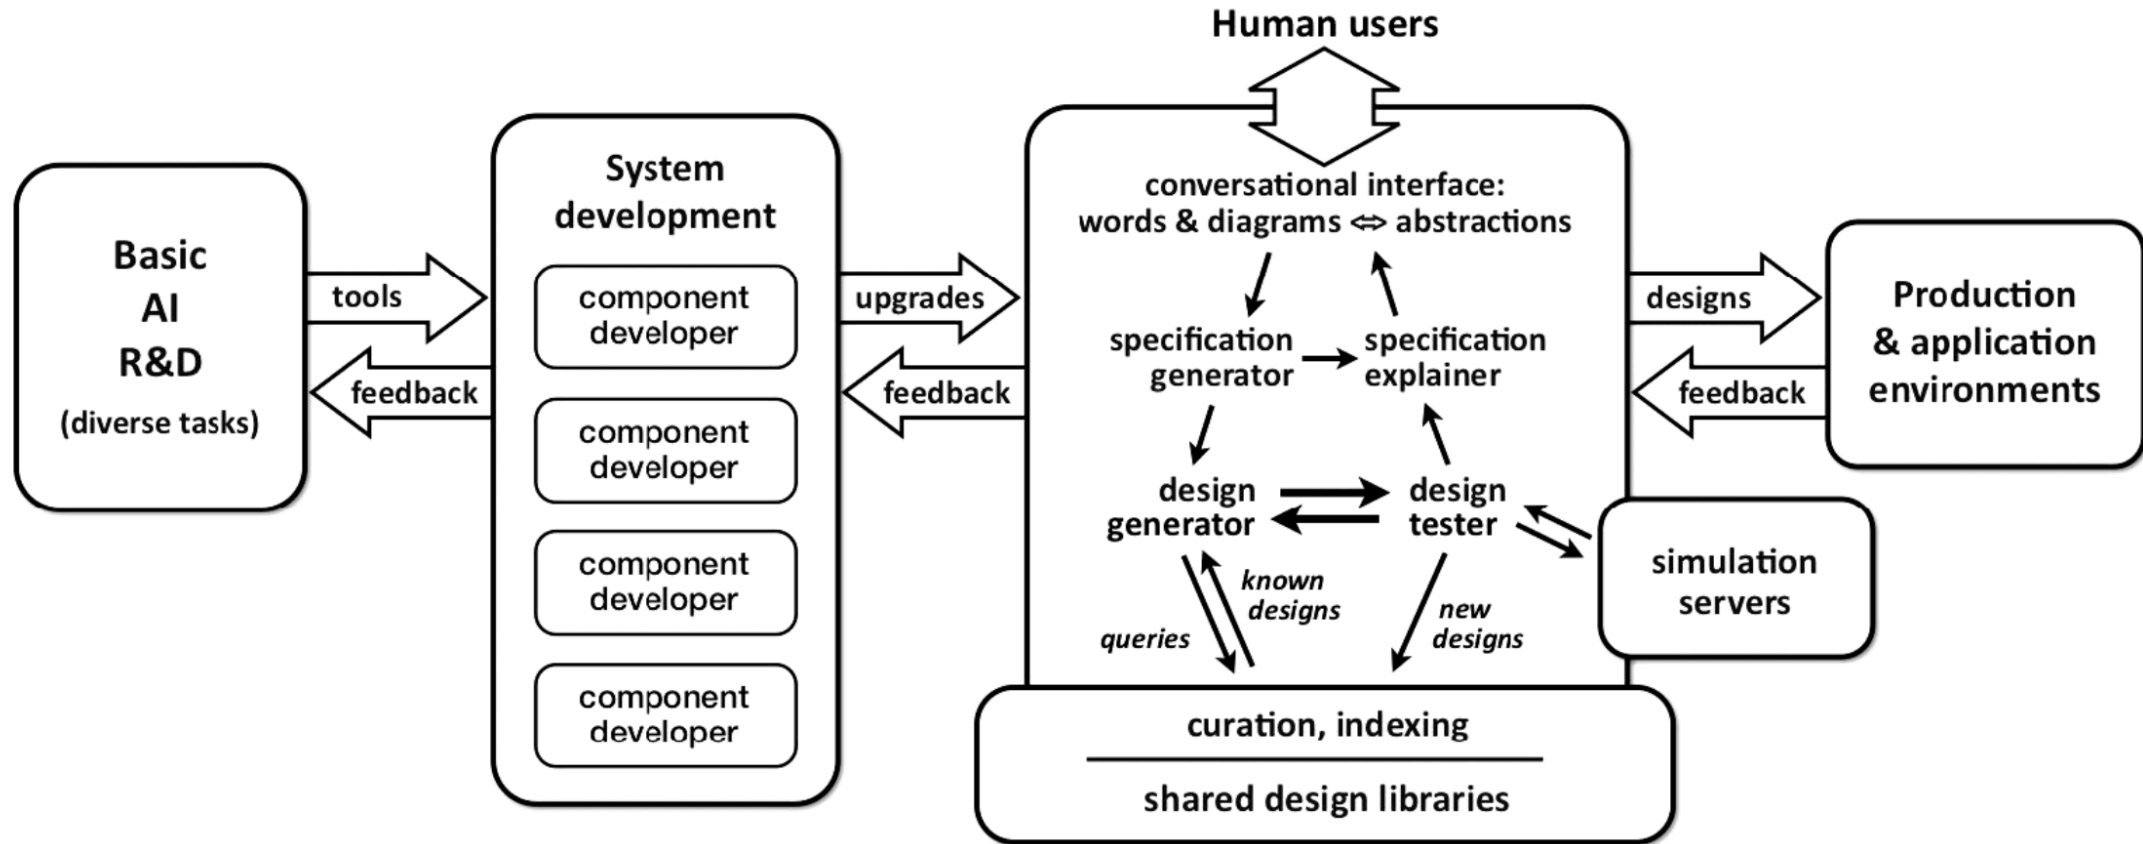 Human users
Basic
AI
R&D
(diverse tasks)
tools
feedback
System
development
component
developer
component
developer
component
developer
component
developer
upgrades
feedback
conversational interface:
words & diagrams ⇔ abstractions
specification
generator
specification
explainer
design
generator
design
tester
queries
known
designs
new
designs
curation, indexing
shared design libraries
simulation
servers
designs
feedback
Production
& application
environments